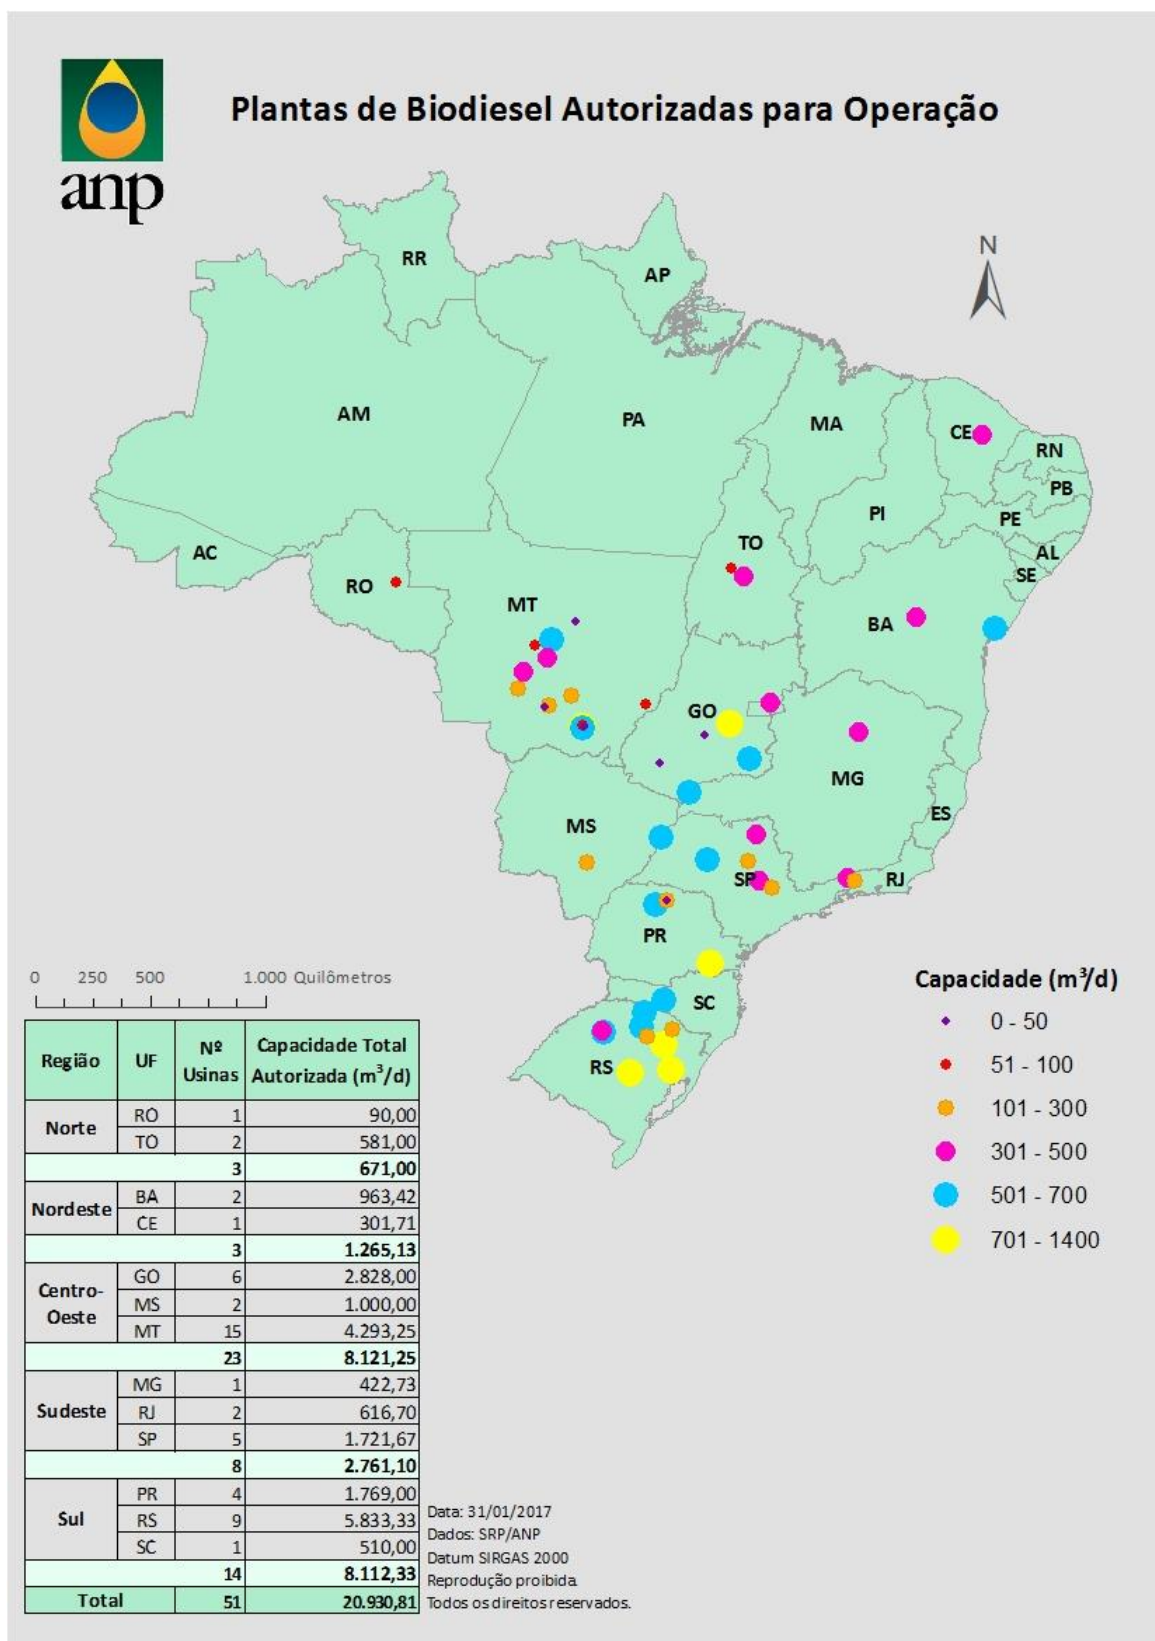 anp
Plantas de Biodiesel Autorizadas para Operação
N
RR
AP
AM
PA
MA
CE
RN
PB
PI
PE
AC
TO
AL
SE
RO
MT
BA
GO
MG
ES
MS
SP
RJ
PR
SC
RS
0 250 500 1.000 Quilômetros
Capacidade (m³/d)
0 - 50
51 - 100
101 - 300
301 - 500
501 - 700
701 - 1400
Região UF Nº Usinas Capacidade Total Autorizada (m³/d)
Norte RO 1 90,00
TO 2 581,00
3 671,00
Nordeste BA 2 963,42
CE 1 301,71
3 1.265,13
Centro-Oeste GO 6 2.828,00
MS 2 1.000,00
MT 15 4.293,25
23 8.121,25
Sudeste MG 1 422,73
RJ 2 616,70
SP 5 1.721,67
8 2.761,10
Sul PR 4 1.769,00
RS 9 5.833,33
SC 1 510,00
14 8.112,33
Total 51 20.930,81
Data: 31/01/2017
Dados: SRP/ANP
Datum SIRGAS 2000
Reprodução proibida.
Todos os direitos reservados.